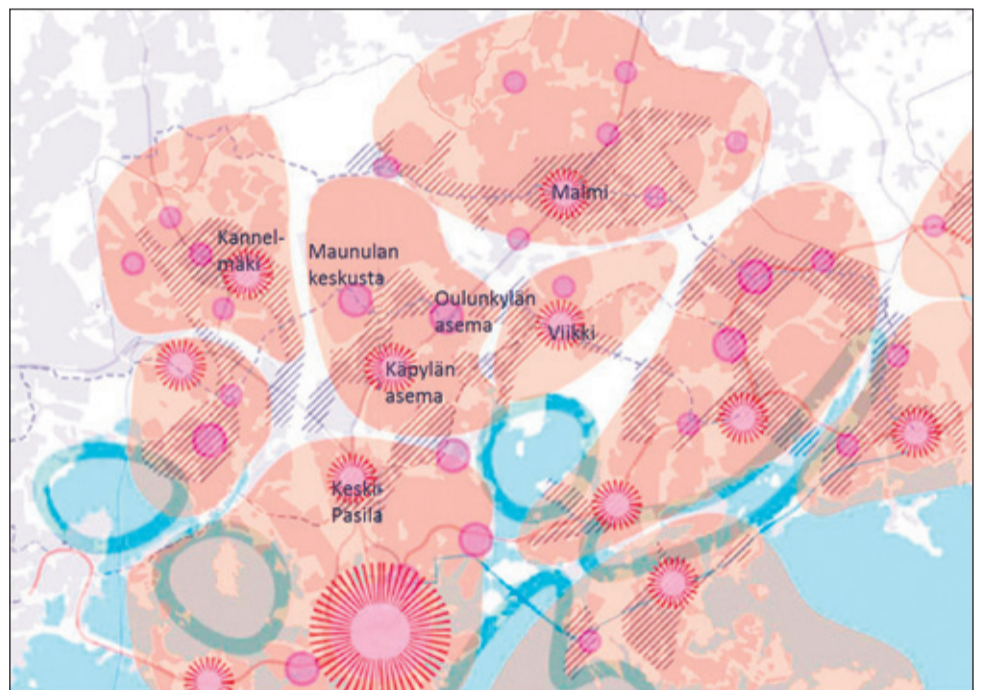 Malmi
Kannel-
mäki
Maunulan
keskusta
Oulunkylän
asema
Viikki
Käpylän
asema
Keski-
Pasila